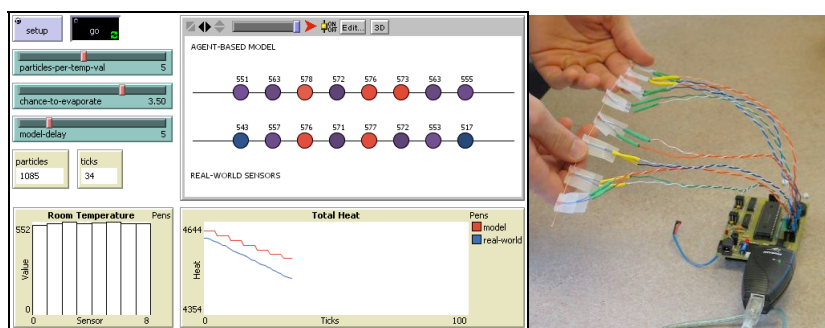 setup
go
particles-per-temp-val 5
chance-to-evaporate 3.50
model-delay 5
particles
1085
ticks
34
ON
OFF
Edit...
3D
AGENT-BASED MODEL
551 563 578 572 576 573 563 555
543 557 576 571 577 572 553 517
REAL-WORLD SENSORS
Room Temperature Pens
552
Value
0
0 Sensor 8
Total Heat
Pens
model
real-world
4644
Heat
4354
0 Ticks 100